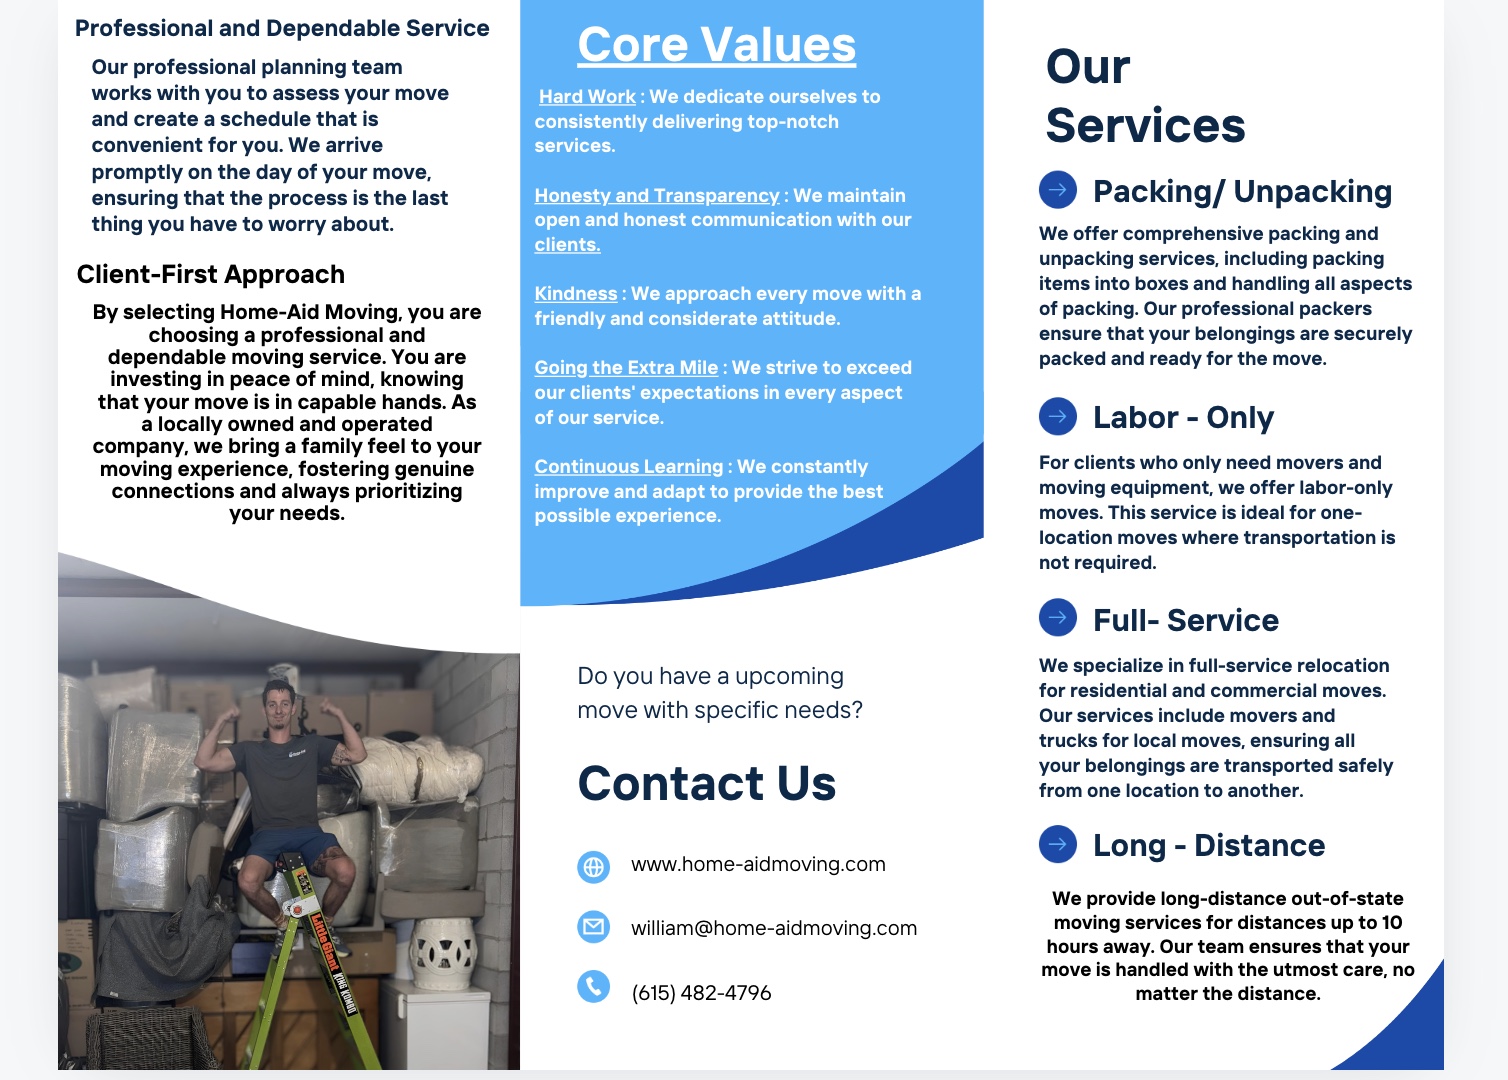 Professional and Dependable Service
Our professional planning team
works with you to assess your move
and create a schedule that is
convenient for you. We arrive
promptly on the day of your move,
ensuring that the process is the last
thing you have to worry about.
Client-First Approach
By selecting Home-Aid Moving, you are
choosing a professional and
dependable moving service. You are
investing in peace of mind, knowing
that your move is in capable hands. As
a locally owned and operated
company, we bring a family feel to your
moving experience, fostering genuine
connections and always prioritizing
your needs.
LittleGiant
KING KOMBO
Core Values
Hard Work : We dedicate ourselves to
consistently delivering top-notch
services.
Honesty and Transparency : We maintain
open and honest communication with our
clients.
Kindness : We approach every move with a
friendly and considerate attitude.
Going the Extra Mile : We strive to exceed
our clients' expectations in every aspect
of our service.
Continuous Learning : We constantly
improve and adapt to provide the best
possible experience.
Do you have a upcoming
move with specific needs?
Contact Us
www.home-aidmoving.com
william@home-aidmoving.com
(615) 482-4796
Our
Services
Packing/ Unpacking
We offer comprehensive packing and
unpacking services, including packing
items into boxes and handling all aspects
of packing. Our professional packers
ensure that your belongings are securely
packed and ready for the move.
Labor - Only
For clients who only need movers and
moving equipment, we offer labor-only
moves. This service is ideal for one-
location moves where transportation is
not required.
Full- Service
We specialize in full-service relocation
for residential and commercial moves.
Our services include movers and
trucks for local moves, ensuring all
your belongings are transported safely
from one location to another.
Long - Distance
We provide long-distance out-of-state
moving services for distances up to 10
hours away. Our team ensures that your
move is handled with the utmost care, no
matter the distance.